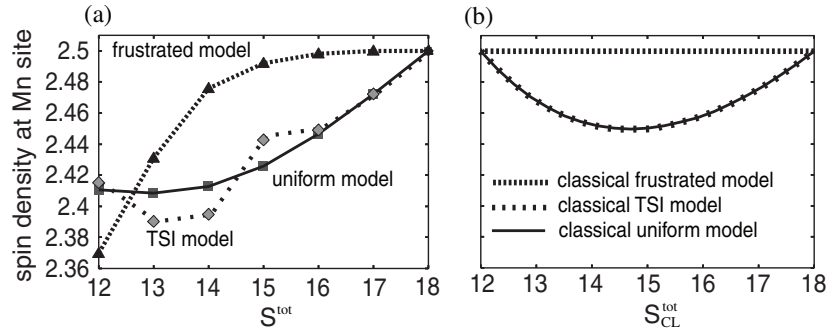 (a)
frustrated model
uniform model
TSI model
spin density at Mn site
2.5
2.48
2.46
2.44
2.42
2.4
2.38
2.36
12 13 14 15 16 17 18
S^tot
(b)
classical frustrated model
classical TSI model
classical uniform model
12 13 14 15 16 17 18
S_CL^tot